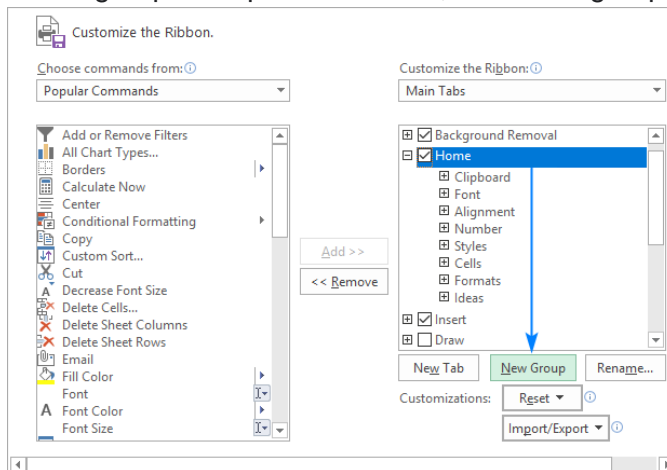 Customize the Ribbon.
Choose commands from:
Popular Commands
Add or Remove Filters
All Chart Types...
Borders
Calculate Now
Center
Conditional Formatting
Copy
Custom Sort...
Cut
Decrease Font Size
Delete Cells...
Delete Sheet Columns
Delete Sheet Rows
Email
Fill Color
Font
Font Color
Font Size
Add >>
<< Remove
Customize the Ribbon:
Main Tabs
Background Removal
Home
Clipboard
Font
Alignment
Number
Styles
Cells
Formats
Ideas
Insert
Draw
New Tab
New Group
Rename...
Customizations:
Reset
Import/Export